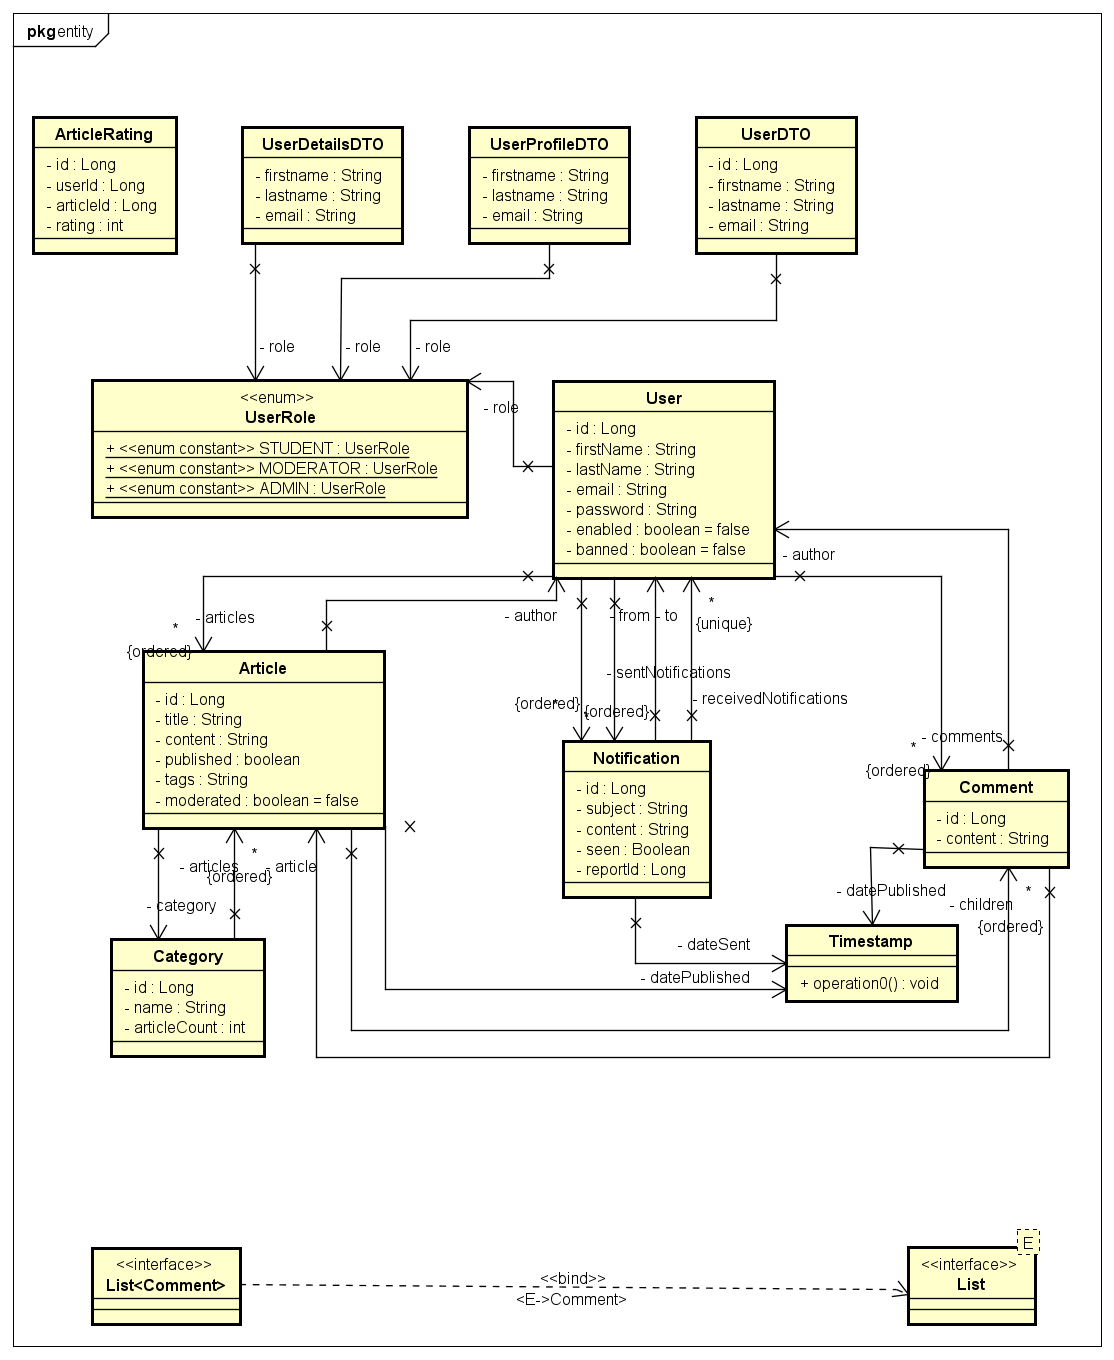 pkg entity
ArticleRating
- id : Long
- userId : Long
- articleId : Long
- rating : int
UserDetailsDTO
- firstname : String
- lastname : String
- email : String
UserProfileDTO
- firstname : String
- lastname : String
- email : String
UserDTO
- id : Long
- firstname : String
- lastname : String
- email : String
- role
- role
- role
<<enum>>
UserRole
+ <<enum constant>> STUDENT : UserRole
+ <<enum constant>> MODERATOR : UserRole
+ <<enum constant>> ADMIN : UserRole
- role
User
- id : Long
- firstName : String
- lastName : String
- email : String
- password : String
- enabled : boolean = false
- banned : boolean = false
- author
- articles
*
{ordered}
- author
- from
- to
*
{unique}
- sentNotifications
- receivedNotifications
{ordered}
*
{ordered}
- comments
*
{ordered}
Article
- id : Long
- title : String
- content : String
- published : boolean
- tags : String
- moderated : boolean = false
Notification
- id : Long
- subject : String
- content : String
- seen : Boolean
- reportId : Long
Comment
- id : Long
- content : String
- articles
*
{ordered}
- article
- category
- datePublished
- children
*
{ordered}
- dateSent
- datePublished
Category
- id : Long
- name : String
- articleCount : int
Timestamp
+ operation0() : void
<<interface>>
List<Comment>
<<bind>>
<E->Comment>
E
<<interface>>
List